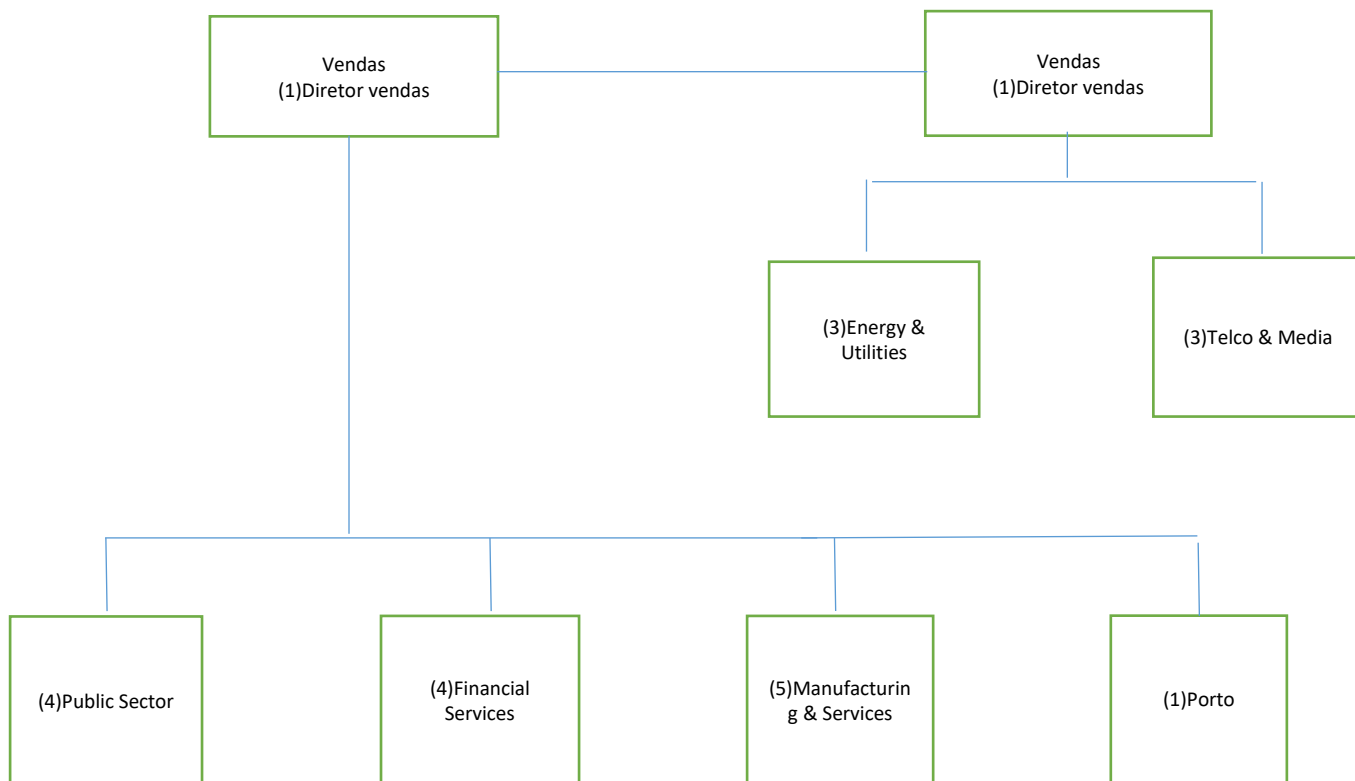 Vendas
(1)Diretor vendas
Vendas
(1)Diretor vendas
(3)Energy &
Utilities
(3)Telco & Media
(4)Public Sector
(4)Financial
Services
(5)Manufacturin
g & Services
(1)Porto